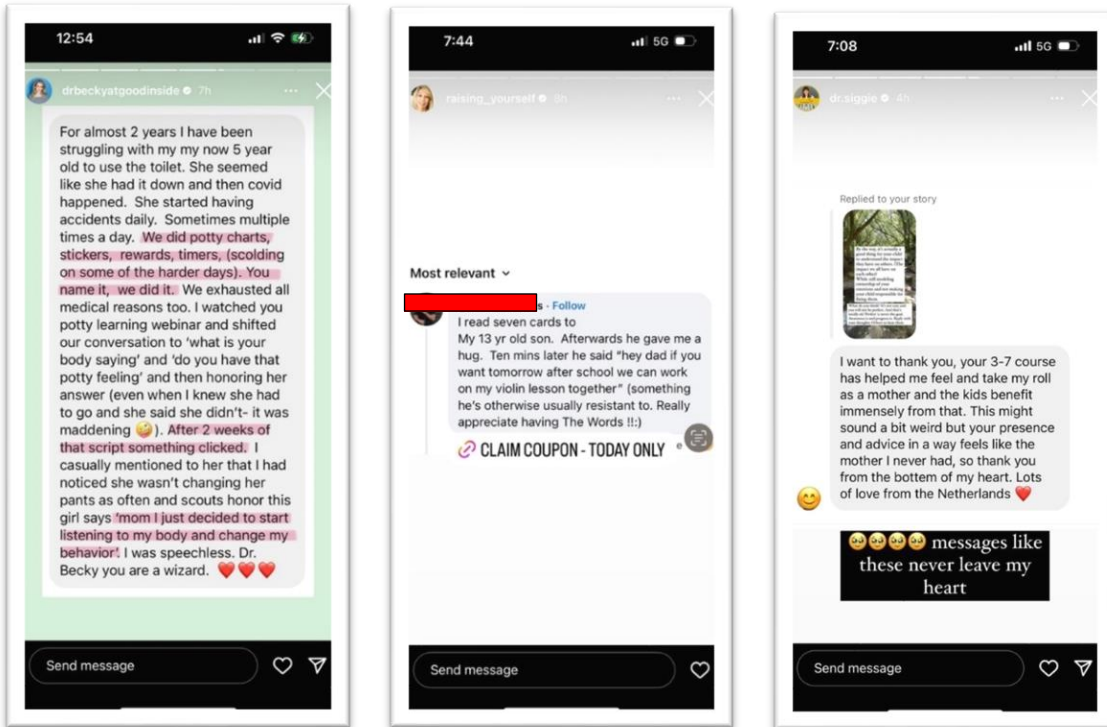 12:54
drbeckyatgoodinside 7h
For almost 2 years I have been
struggling with my my now 5 year
old to use the toilet. She seemed
like she had it down and then covid
happened. She started having
accidents daily. Sometimes multiple
times a day. We did potty charts,
stickers, rewards, timers, (scolding
on some of the harder days). You
name it, we did it. We exhausted all
medical reasons too. I watched you
potty learning webinar and shifted
our conversation to 'what is your
body saying' and 'do you have that
potty feeling' and then honoring her
answer (even when I knew she had
to go and she said she didn't- it was
maddening 🤪). After 2 weeks of
that script something clicked. I
casually mentioned to her that I had
noticed she wasn't changing her
pants as often and scouts honor this
girl says 'mom I just decided to start
listening to my body and change my
behavior'. I was speechless. Dr.
Becky you are a wizard. ❤️❤️❤️
Send message
7:44
5G
raising_yourself 8h
Most relevant
s · Follow
I read seven cards to
My 13 yr old son. Afterwards he gave me a
hug. Ten mins later he said "hey dad if you
want tomorrow after school we can work
on my violin lesson together" (something
he's otherwise usually resistant to. Really
appreciate having The Words !!:)
CLAIM COUPON - TODAY ONLY
e
Send message
7:08
5G
dr.siggie 4h
Replied to your story
I want to thank you, your 3-7 course
has helped me feel and take my roll
as a mother and the kids benefit
immensely from that. This might
sound a bit weird but your presence
and advice in a way feels like the
mother I never had, so thank you
from the bottem of my heart. Lots
of love from the Netherlands ❤️
🥹🥹🥹🥹 messages like
these never leave my
heart
Send message